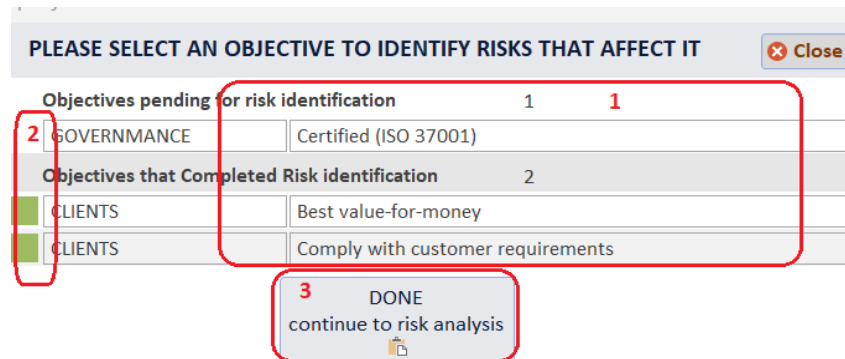 PLEASE SELECT AN OBJECTIVE TO IDENTIFY RISKS THAT AFFECT IT Close
Objectives pending for risk identification 1 1
2 GOVERNMANCE Certified (ISO 37001)
Objectives that Completed Risk identification 2
CLIENTS Best value-for-money
CLIENTS Comply with customer requirements
3 DONE
continue to risk analysis